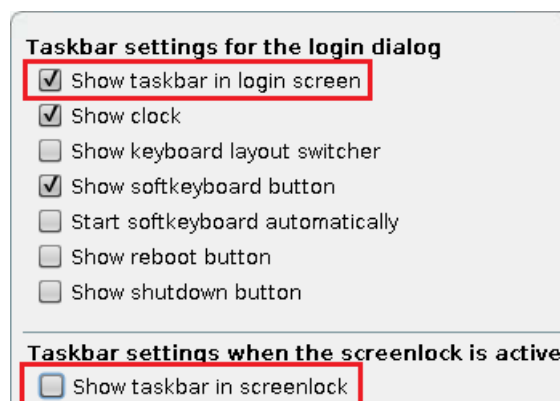 Taskbar settings for the login dialog
Show taskbar in login screen
Show clock
Show keyboard layout switcher
Show softkeyboard button
Start softkeyboard automatically
Show reboot button
Show shutdown button
Taskbar settings when the screenlock is active
Show taskbar in screenlock